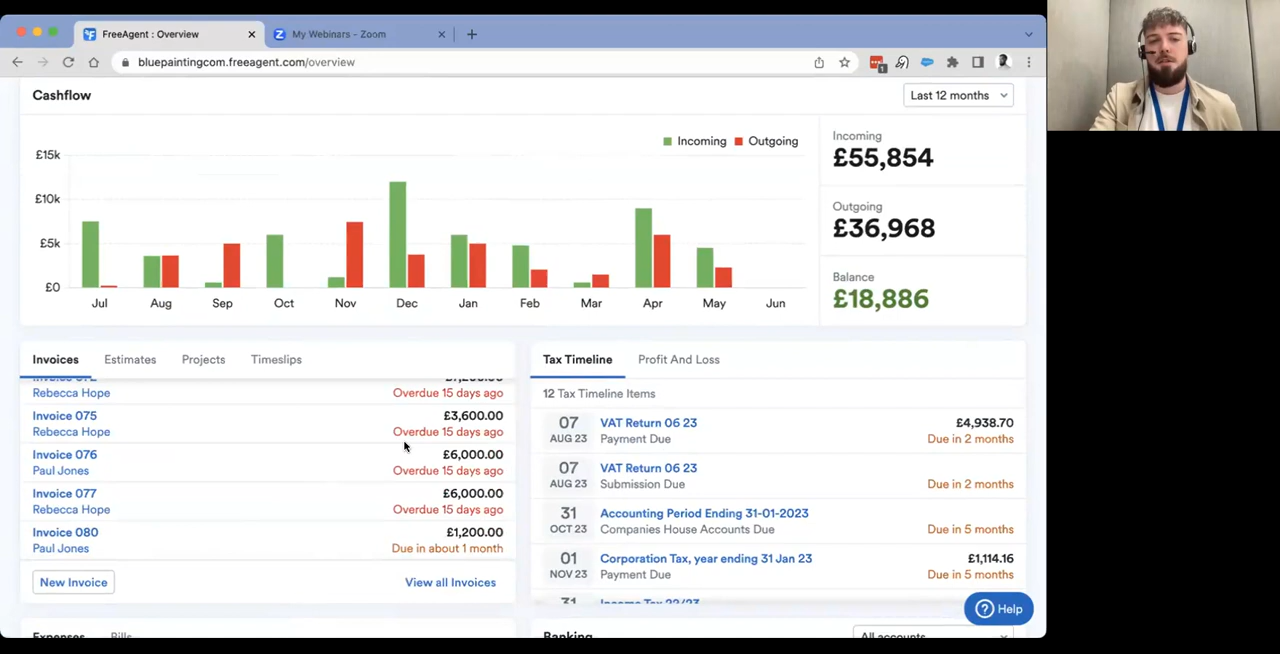 FreeAgent : Overview
My Webinars - Zoom
bluepaintingcom.freeagent.com/overview
1
Cashflow
Last 12 months
Incoming Outgoing
£15k
£10k
£5k
£0
Jul Aug Sep Oct Nov Dec Jan Feb Mar Apr May Jun
Incoming
£55,854
Outgoing
£36,968
Balance
£18,886
Invoices Estimates Projects Timeslips
Rebecca Hope Overdue 15 days ago
Invoice 075 £3,600.00
Rebecca Hope Overdue 15 days ago
Invoice 076 £6,000.00
Paul Jones Overdue 15 days ago
Invoice 077 £6,000.00
Rebecca Hope Overdue 15 days ago
Invoice 080 £1,200.00
Paul Jones Due in about 1 month
New Invoice View all Invoices
Tax Timeline Profit And Loss
12 Tax Timeline Items
07 VAT Return 06 23 £4,938.70
AUG 23 Payment Due Due in 2 months
07 VAT Return 06 23
AUG 23 Submission Due Due in 2 months
31 Accounting Period Ending 31-01-2023
OCT 23 Companies House Accounts Due Due in 5 months
01 Corporation Tax, year ending 31 Jan 23 £1,114.16
NOV 23 Payment Due Due in 5 months
31 Income Tax 22/23
Help
Expenses Bills
Banking All accounts